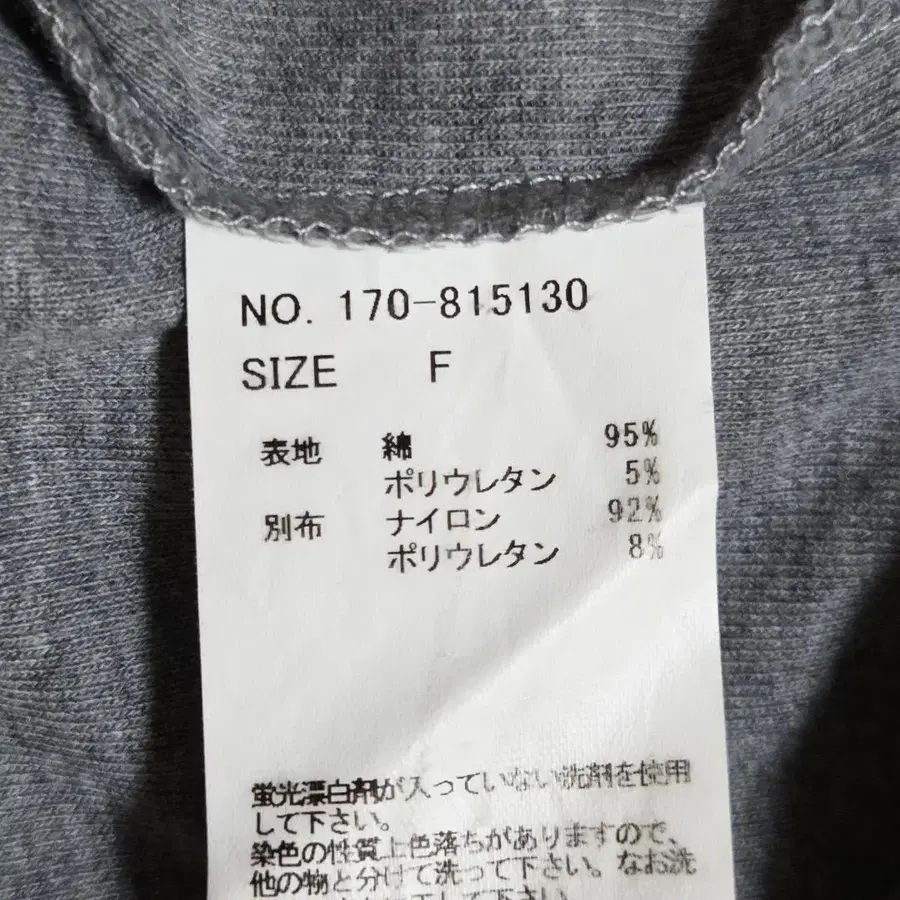 NO. 170-815130
SIZE F
表地 綿 95%
ポリウレタン 5%
別布 ナイロン 92%
ポリウレタン 8%
蛍光漂白剤が入っていない洗剤を使用
して下さい。
染色の性質上色落ちがありますので、
他の物と分けて洗って下さい。なお洗